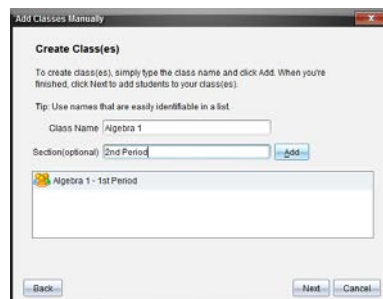 Add Classes Manually
Create Class(es)
To create class(es), simply type the class name and click Add. When you're
finished, click Next to add students to your class(es).
Tip: Use names that are easily identifiable in a list.
Class Name Algebra 1
Section(optional) 2nd Period Add
Algebra 1 - 1st Period
Back Next Cancel